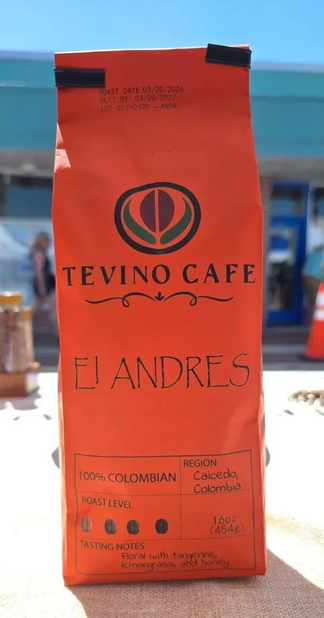 ROAST DATE 03/20/2026
BEST BY 03/20/2027
TEVINO CAFE
El ANDRES
100% COLOMBIAN
REGION
Caicedo,
Colombia
ROAST LEVEL
16oz
(454g)
TASTING NOTES
Floral with tangerine,
lemongrass, and honey